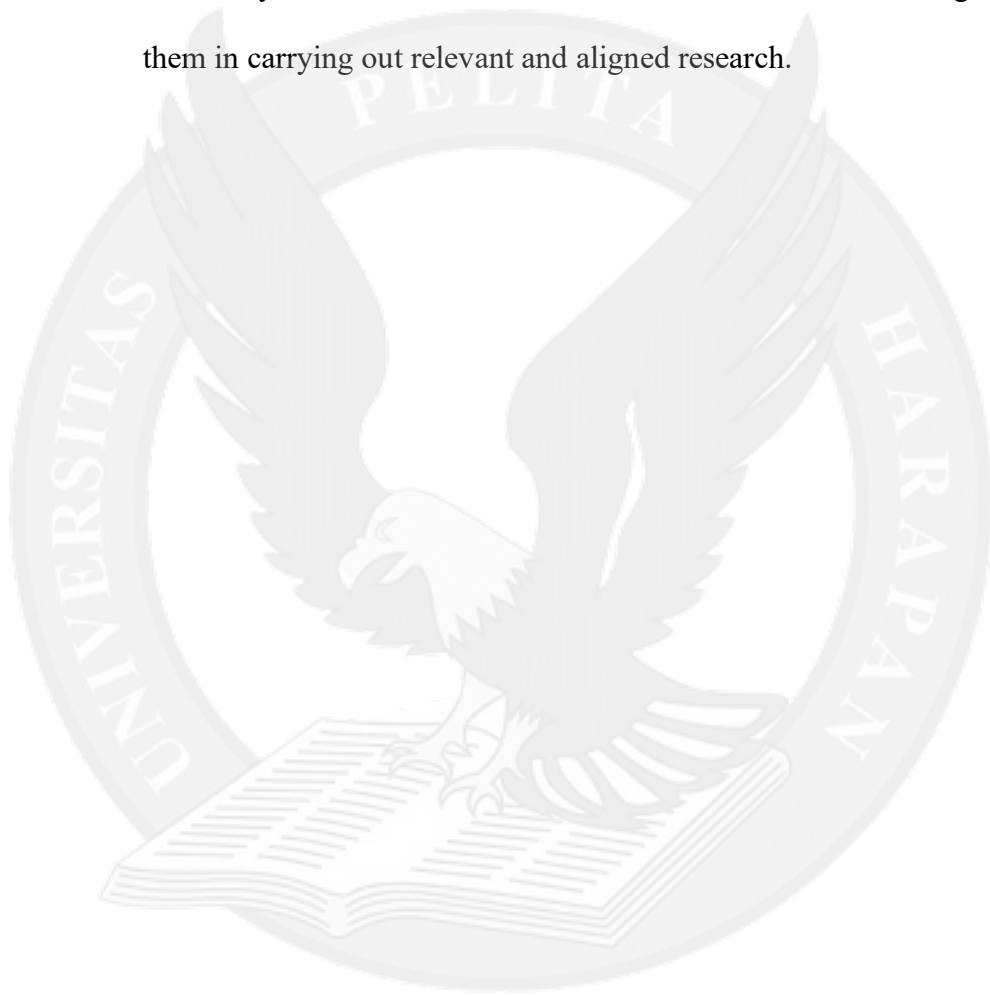 them in carrying out relevant and aligned research.
PELITA
UNIVERSITAS
HARAPAN